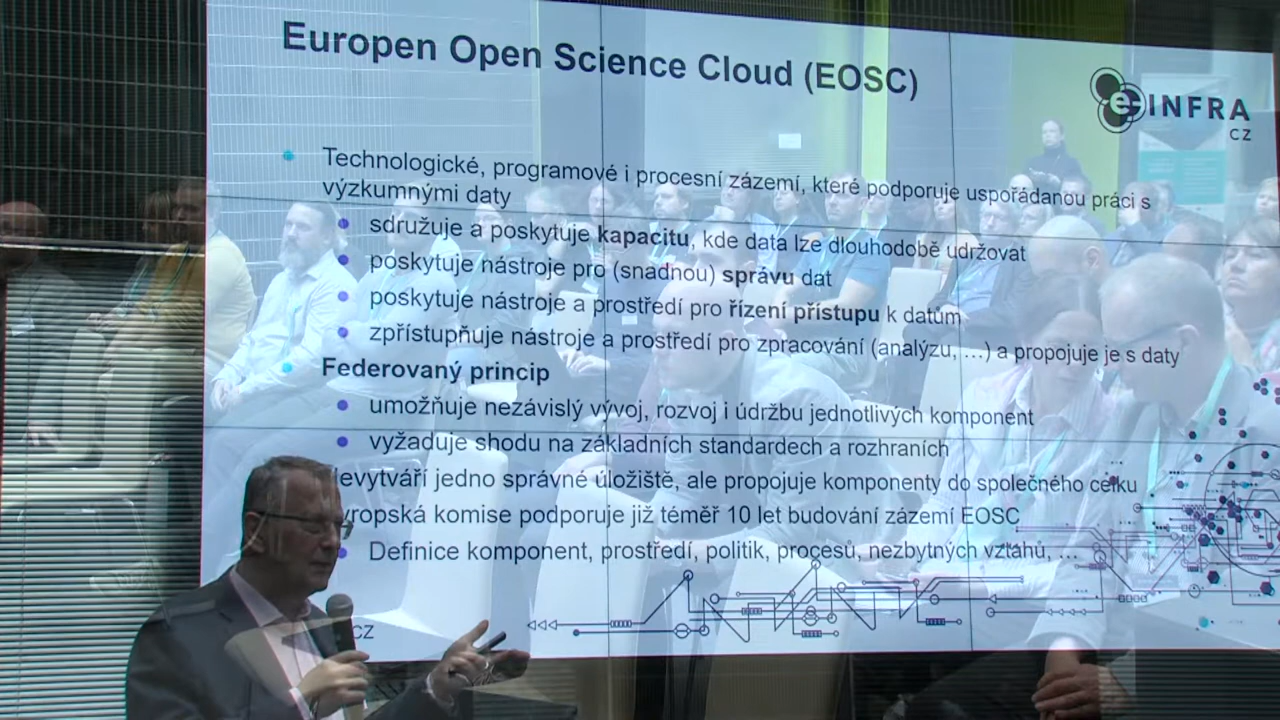 Europen Open Science Cloud (EOSC)
e INFRA
CZ
Technologické, programové i procesní zázemí, které podporuje uspořádanou práci s
výzkumnými daty
sdružuje a poskytuje kapacitu, kde data lze dlouhodobě udržovat
poskytuje nástroje pro (snadnou) správu dat
poskytuje nástroje a prostředí pro řízení přístupu k datům
zpřístupňuje nástroje a prostředí pro zpracování (analýzu, …) a propojuje je s daty
Federovaný princip
umožňuje nezávislý vývoj, rozvoj i údržbu jednotlivých komponent
vyžaduje shodu na základních standardech a rozhraních
levytváří jedno správné úložiště, ale propojuje komponenty do společného celku
vropská komise podporuje již téměř 10 let budování zázemí EOSC
Definice komponent, prostředí, politik, procesů, nezbytných vztahů, …
CZ